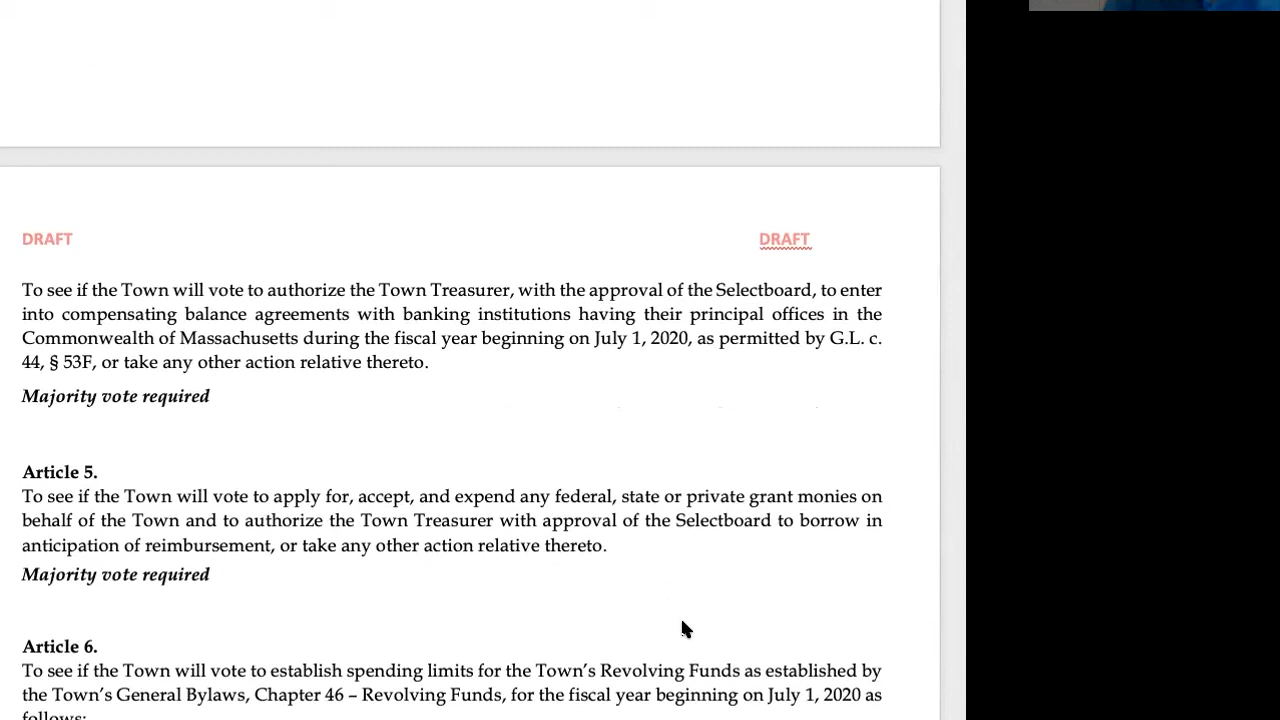 DRAFT DRAFT
To see if the Town will vote to authorize the Town Treasurer, with the approval of the Selectboard, to enter
into compensating balance agreements with banking institutions having their principal offices in the
Commonwealth of Massachusetts during the fiscal year beginning on July 1, 2020, as permitted by G.L. c.
44, § 53F, or take any other action relative thereto.
Majority vote required
Article 5.
To see if the Town will vote to apply for, accept, and expend any federal, state or private grant monies on
behalf of the Town and to authorize the Town Treasurer with approval of the Selectboard to borrow in
anticipation of reimbursement, or take any other action relative thereto.
Majority vote required
Article 6.
To see if the Town will vote to establish spending limits for the Town’s Revolving Funds as established by
the Town’s General Bylaws, Chapter 46 – Revolving Funds, for the fiscal year beginning on July 1, 2020 as
follows: